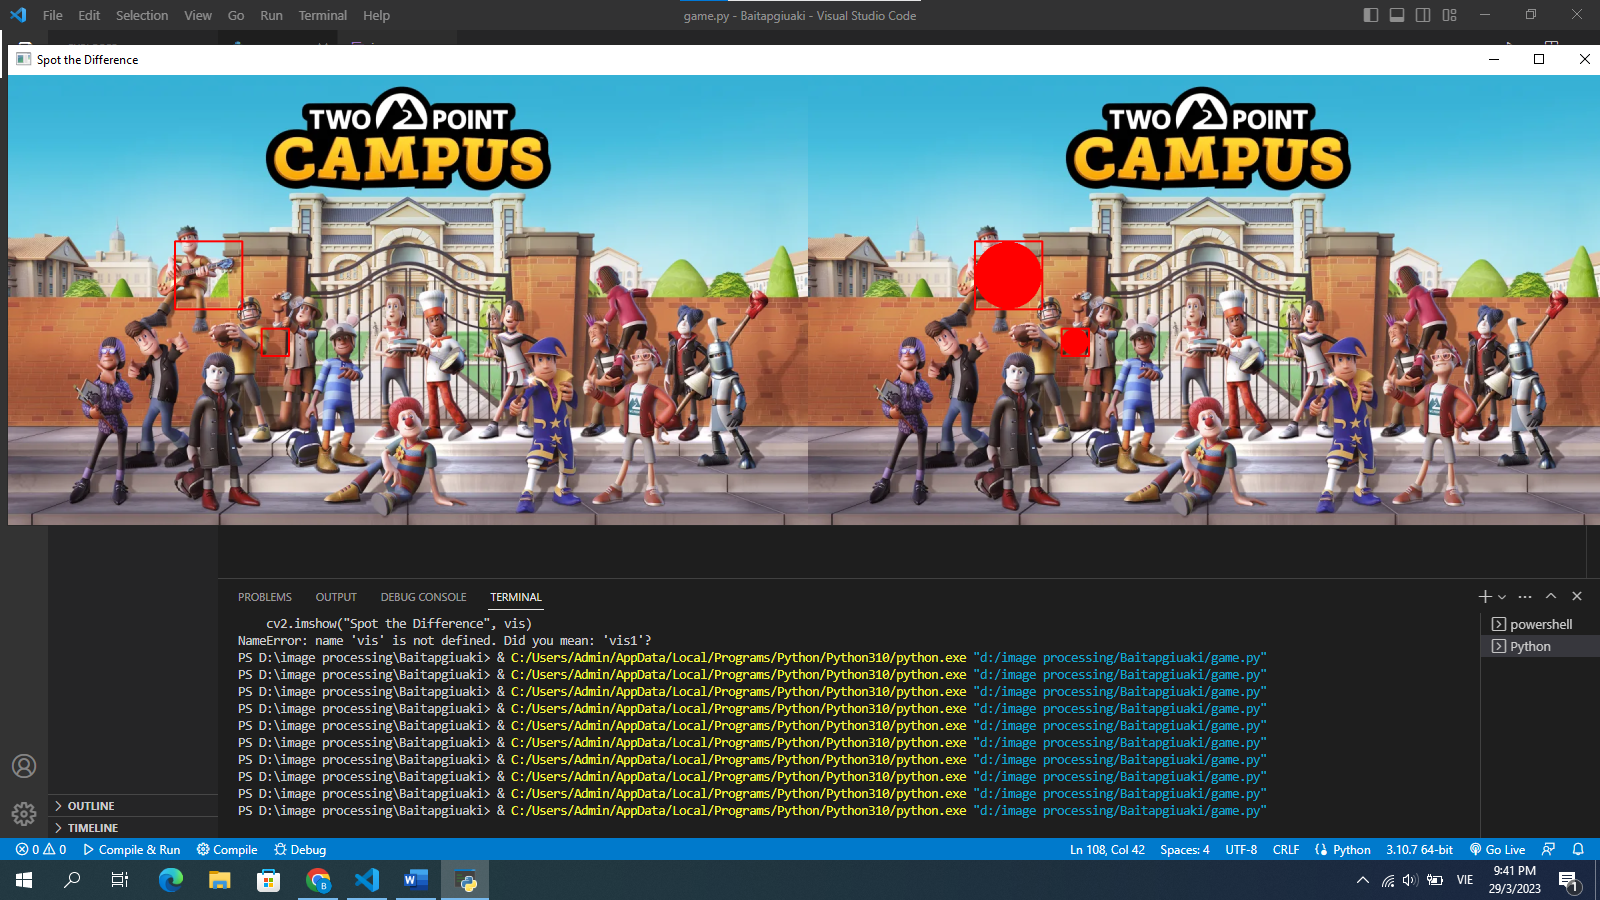 File Edit Selection View Go Run Terminal Help
game.py - Baitapgiuaki - Visual Studio Code
Spot the Difference
TWO POINT
CAMPUS
TWO POINT
CAMPUS
PROBLEMS OUTPUT DEBUG CONSOLE TERMINAL
cv2.imshow("Spot the Difference", vis)
NameError: name 'vis' is not defined. Did you mean: 'vis1'?
PS D:\image processing\Baitapgiuaki> & C:/Users/Admin/AppData/Local/Programs/Python/Python310/python.exe "d:/image processing/Baitapgiuaki/game.py"
PS D:\image processing\Baitapgiuaki> & C:/Users/Admin/AppData/Local/Programs/Python/Python310/python.exe "d:/image processing/Baitapgiuaki/game.py"
PS D:\image processing\Baitapgiuaki> & C:/Users/Admin/AppData/Local/Programs/Python/Python310/python.exe "d:/image processing/Baitapgiuaki/game.py"
PS D:\image processing\Baitapgiuaki> & C:/Users/Admin/AppData/Local/Programs/Python/Python310/python.exe "d:/image processing/Baitapgiuaki/game.py"
PS D:\image processing\Baitapgiuaki> & C:/Users/Admin/AppData/Local/Programs/Python/Python310/python.exe "d:/image processing/Baitapgiuaki/game.py"
PS D:\image processing\Baitapgiuaki> & C:/Users/Admin/AppData/Local/Programs/Python/Python310/python.exe "d:/image processing/Baitapgiuaki/game.py"
PS D:\image processing\Baitapgiuaki> & C:/Users/Admin/AppData/Local/Programs/Python/Python310/python.exe "d:/image processing/Baitapgiuaki/game.py"
PS D:\image processing\Baitapgiuaki> & C:/Users/Admin/AppData/Local/Programs/Python/Python310/python.exe "d:/image processing/Baitapgiuaki/game.py"
PS D:\image processing\Baitapgiuaki> & C:/Users/Admin/AppData/Local/Programs/Python/Python310/python.exe "d:/image processing/Baitapgiuaki/game.py"
PS D:\image processing\Baitapgiuaki> & C:/Users/Admin/AppData/Local/Programs/Python/Python310/python.exe "d:/image processing/Baitapgiuaki/game.py"
powershell
Python
OUTLINE
TIMELINE
0 0 Compile & Run Compile Debug Ln 108, Col 42 Spaces: 4 UTF-8 CRLF Python 3.10.7 64-bit Go Live
VIE
9:41 PM
29/3/2023
1